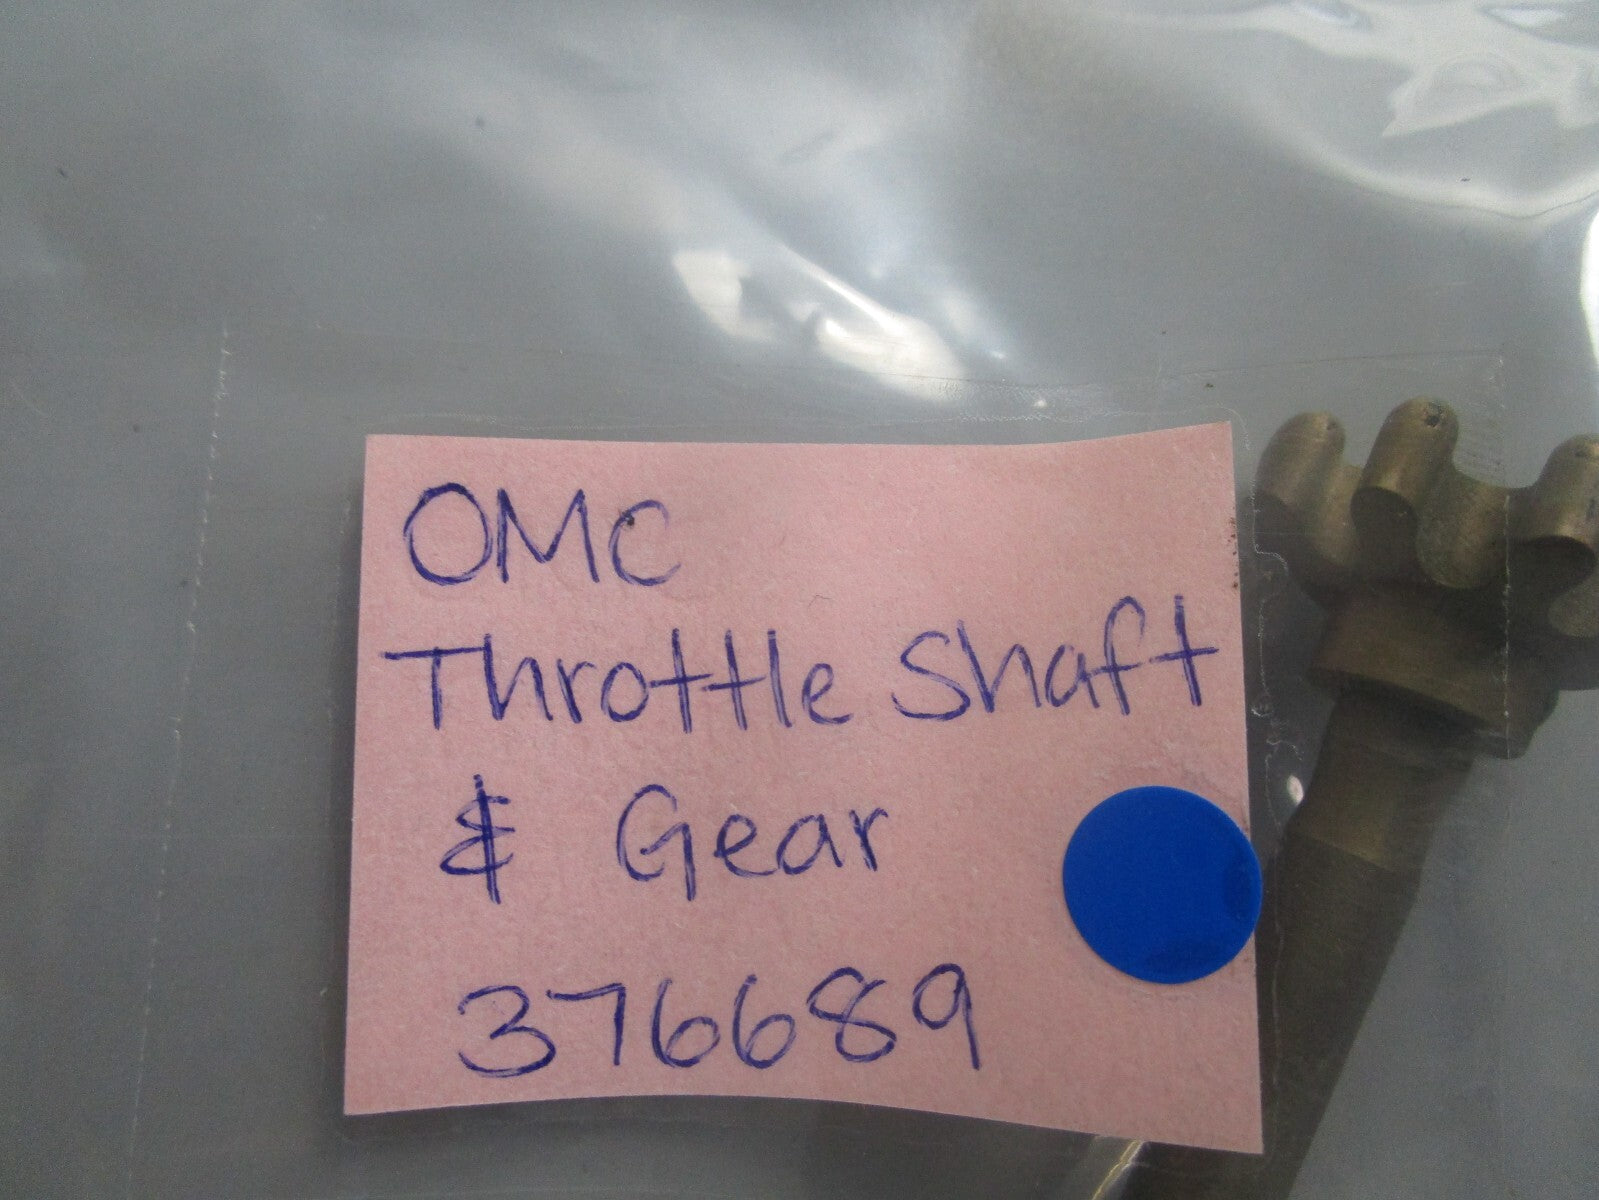 OMC
Throttle Shaft
& Gear
376689